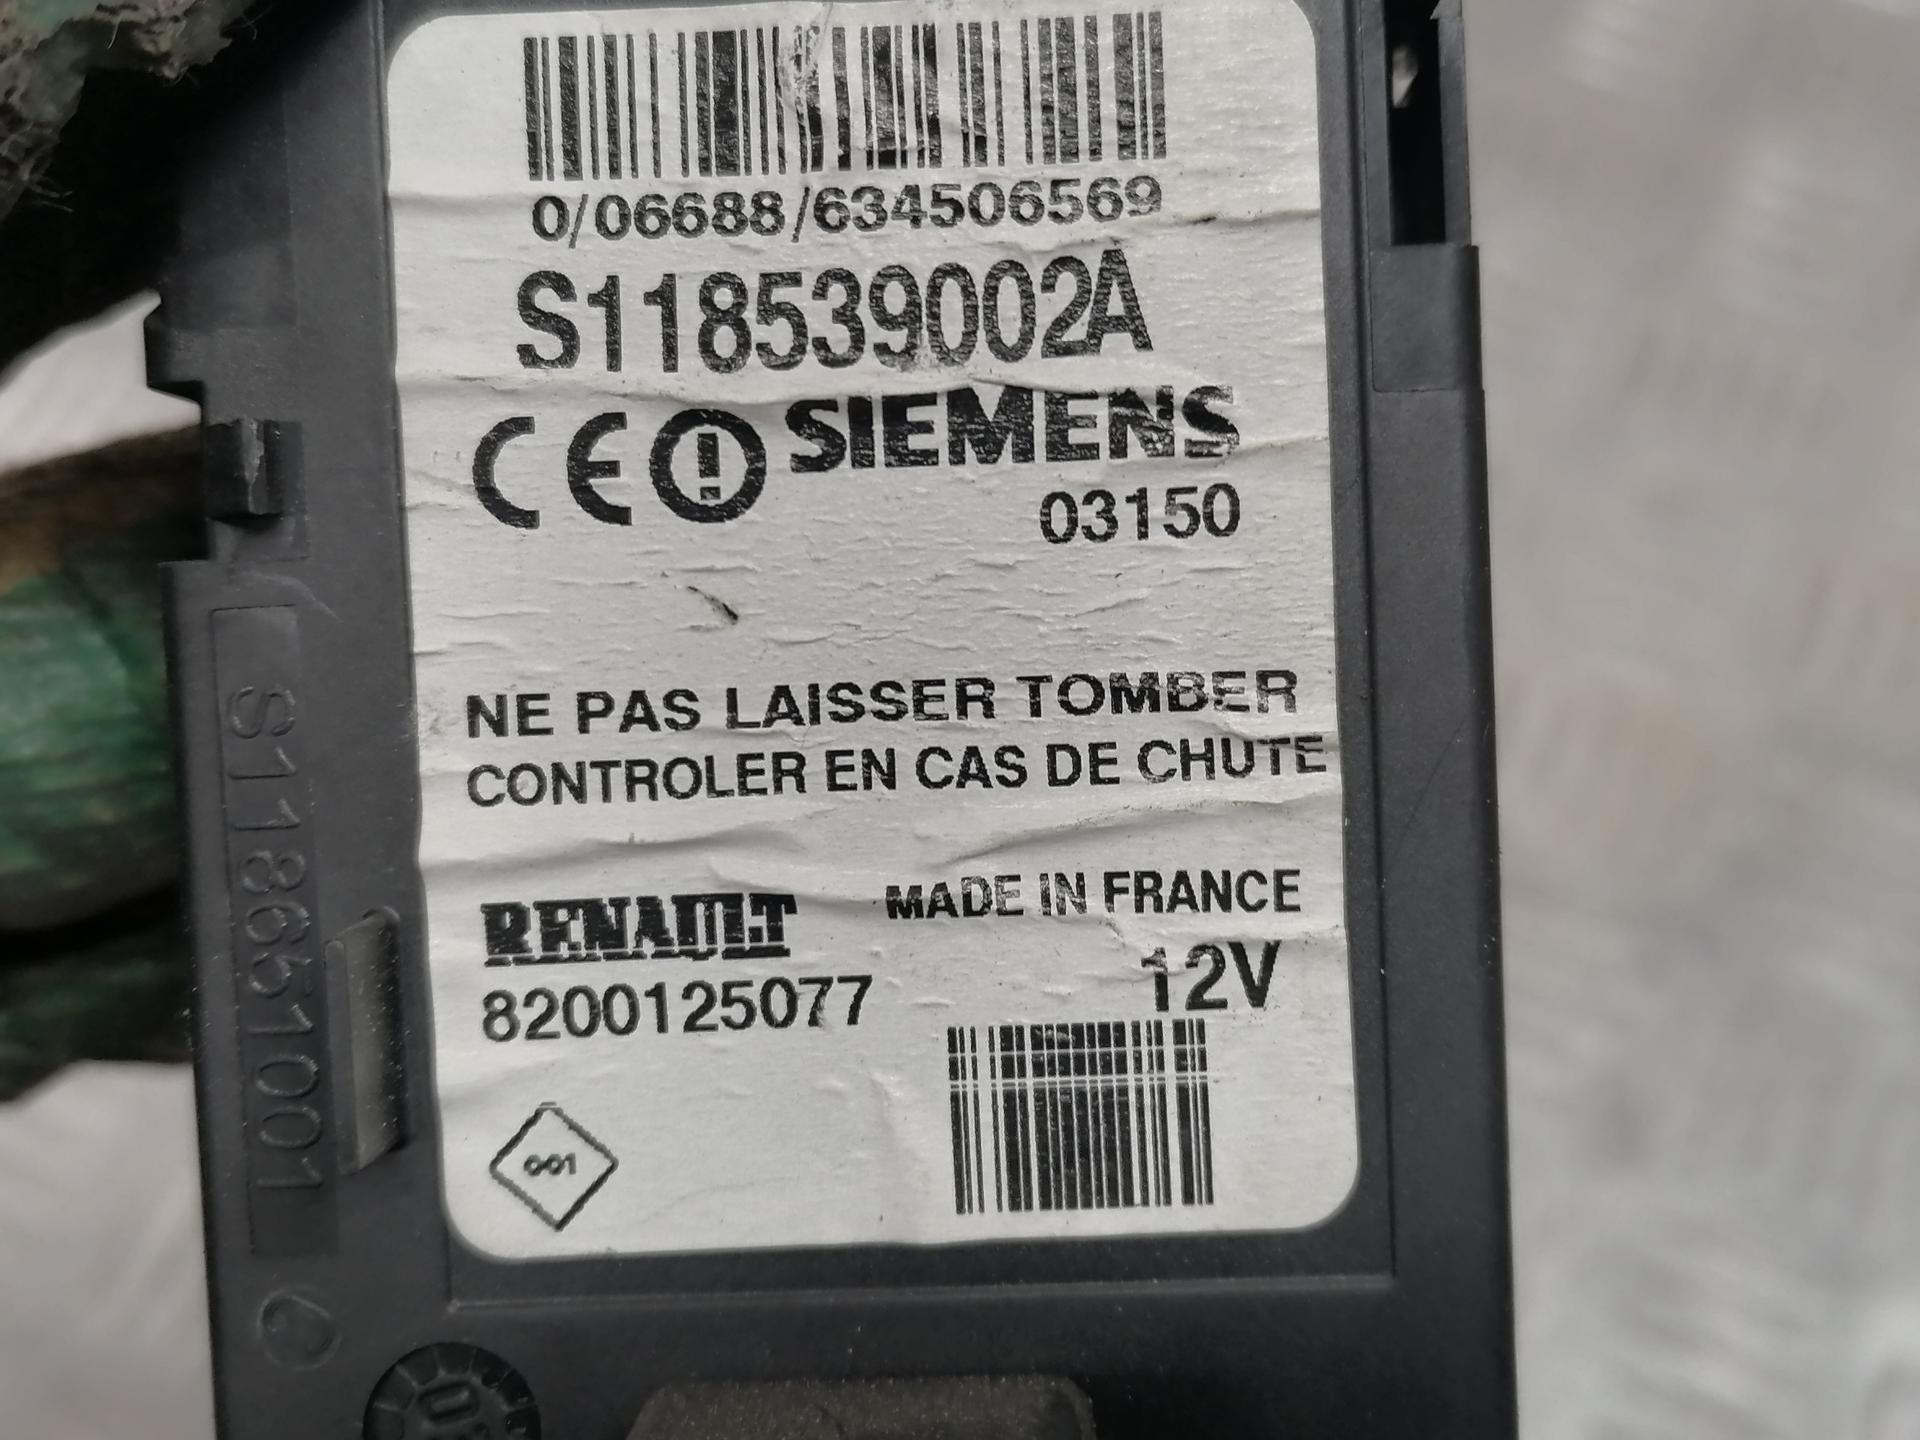 0/06688/634506569
S118539002A
CE SIEMENS
03150
NE PAS LAISSER TOMBER
CONTROLER EN CAS DE CHUTE
RENAULT MADE IN FRANCE
8200125077 12V
001
S118651001 C